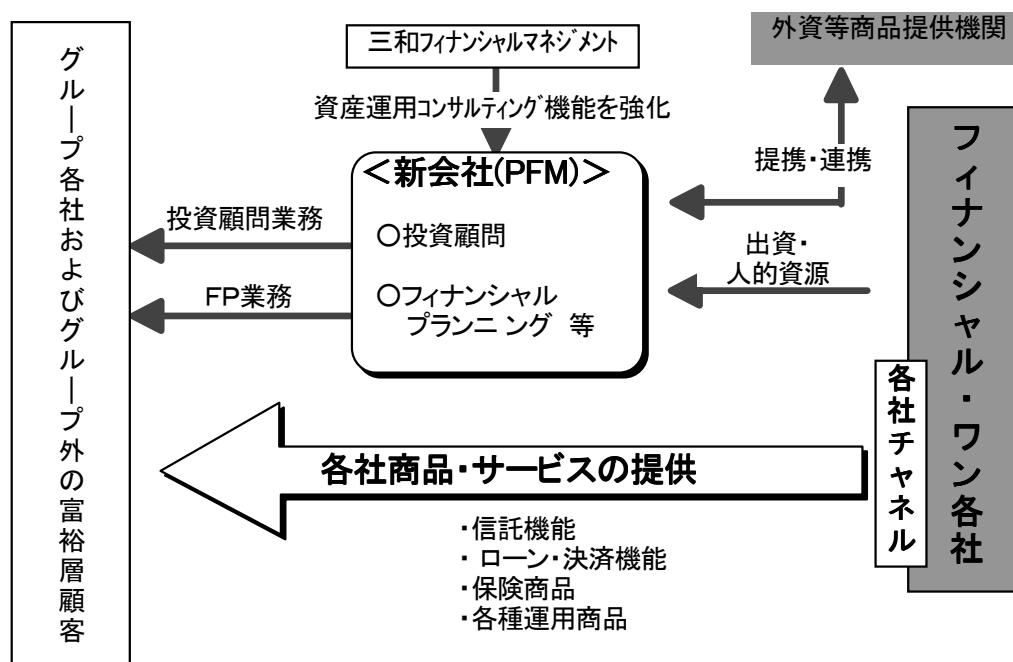 三和フィナンシャルマネジメント
外資等商品提供機関
グループ各社およびグループ外の富裕層顧客
資産運用コンサルティング機能を強化
フィナンシャル・ワン各社
<新会社(PFM)>
提携・連携
投資顧問業務
○投資顧問
出資・
人的資源
FP業務
○フィナンシャル
プランニング 等
各社チャネル
各社商品・サービスの提供
・信託機能
・ローン・決済機能
・保険商品
・各種運用商品